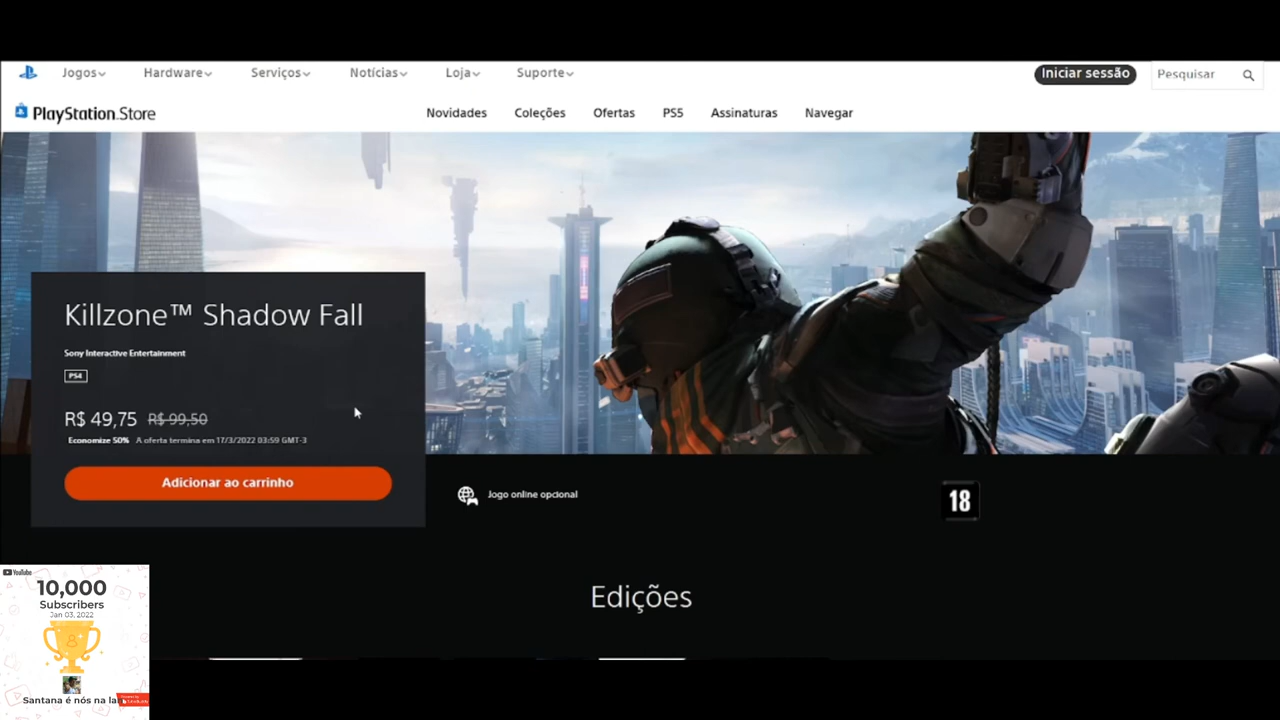 Jogos
Hardware
Serviços
Notícias
Loja
Suporte
Iniciar sessão
Pesquisar
PlayStation.Store
Novidades
Coleções
Ofertas
PS5
Assinaturas
Navegar
Killzone™ Shadow Fall
Sony Interactive Entertainment
PS4
R$ 49,75 R$ 99,50
Economize 50% A oferta termina em 17/3/2022 03:59 GMT-3
Adicionar ao carrinho
Jogo online opcional
18
Edições
YouTube
10,000
Subscribers
Jan 03, 2022
Santana é nós na